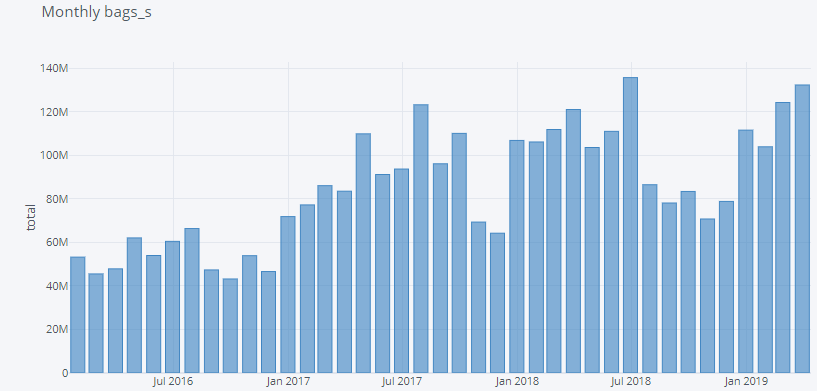 Monthly bags_s
140M
120M
100M
80M
60M
40M
20M
0
total
Jul 2016
Jan 2017
Jul 2017
Jan 2018
Jul 2018
Jan 2019